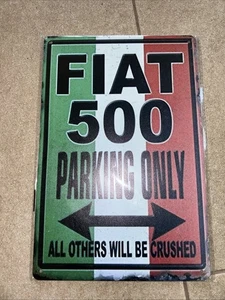 FIAT
500
PARKING ONLY
ALL OTHERS WILL BE CRUSHED